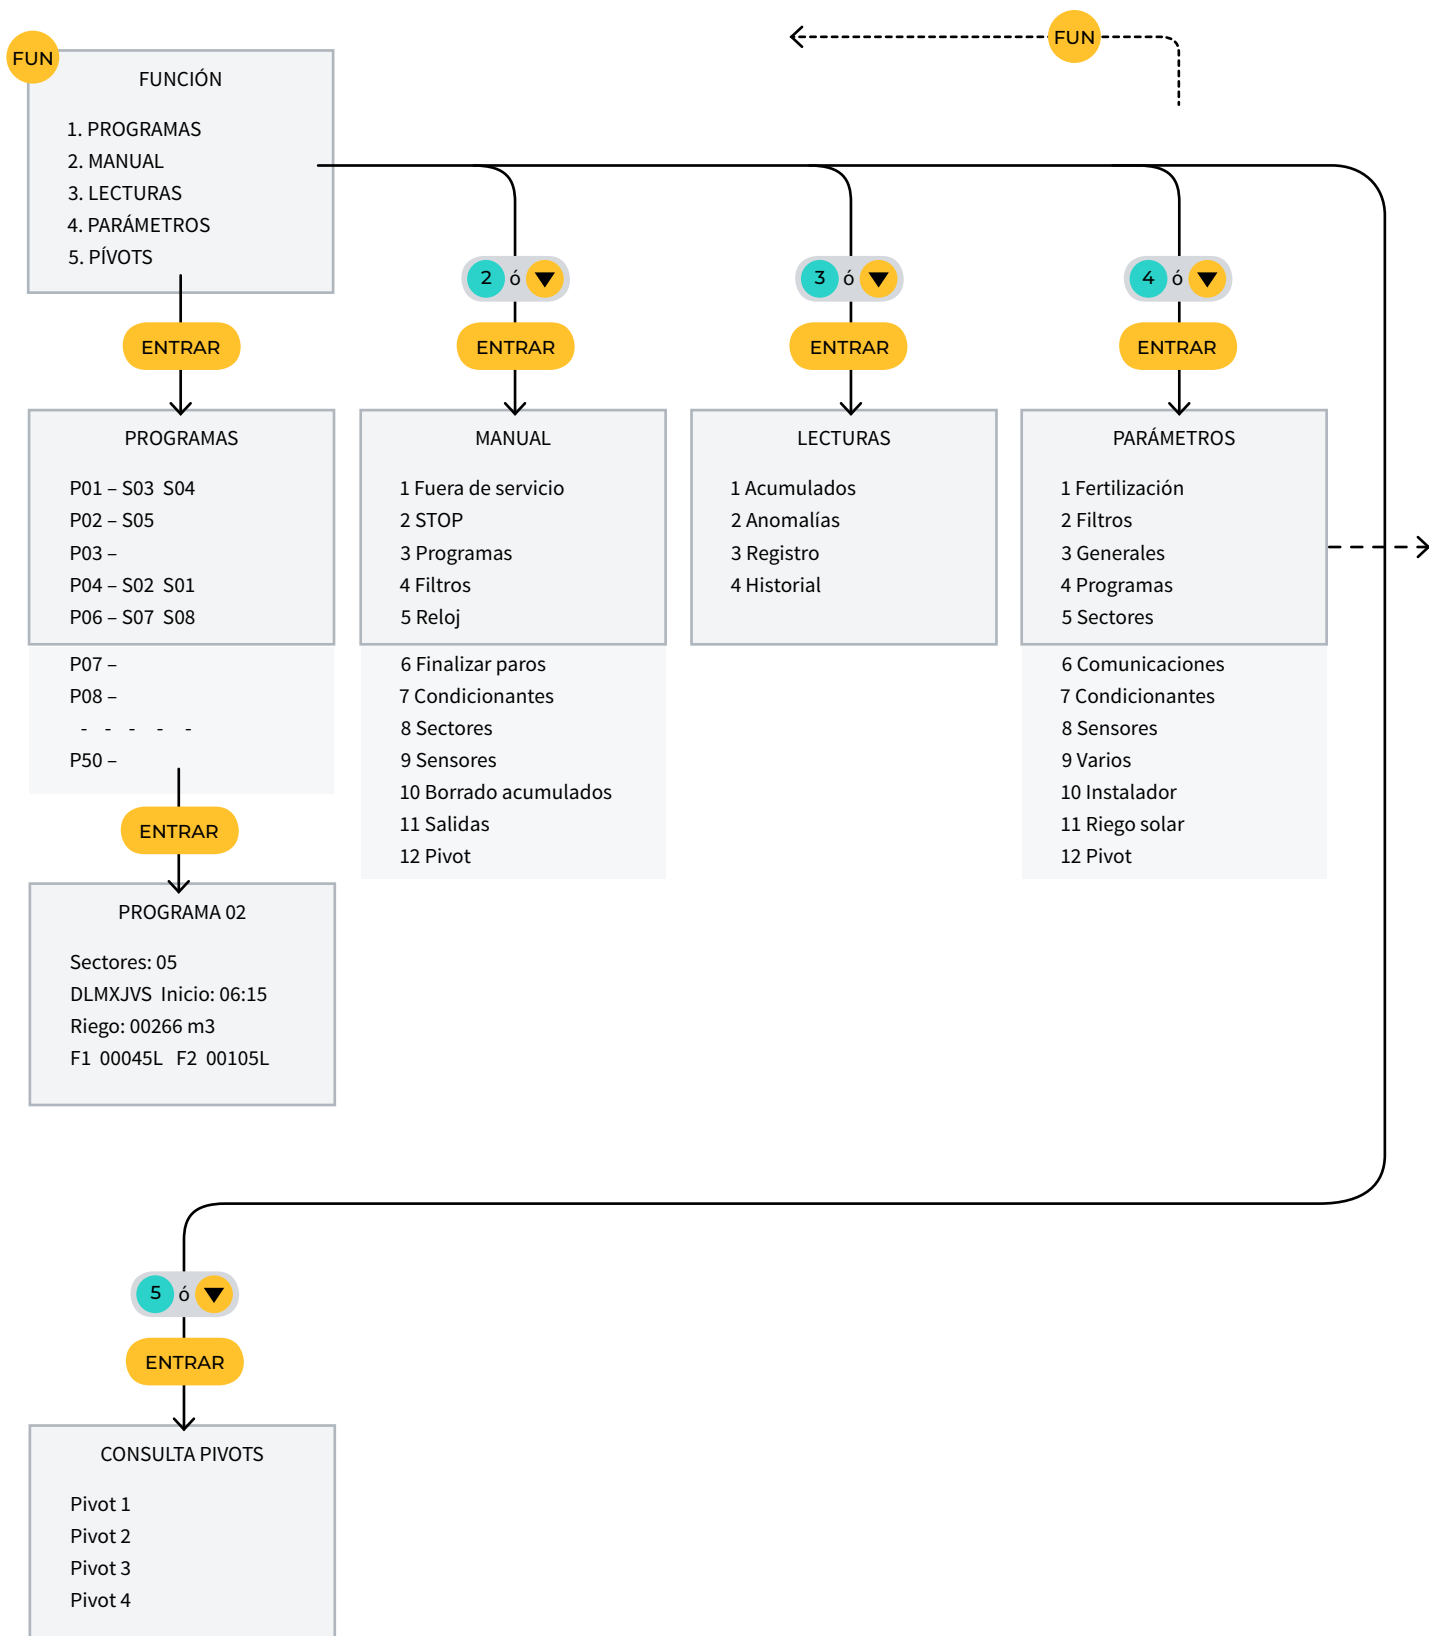 FUN
FUN
FUNCIÓN
1. PROGRAMAS
2. MANUAL
3. LECTURAS
4. PARÁMETROS
5. PÍVOTS
2 ó
3 ó
4 ó
ENTRAR
ENTRAR
ENTRAR
ENTRAR
PROGRAMAS
P01 – S03 S04
P02 – S05
P03 –
P04 – S02 S01
P06 – S07 S08
P07 –
P08 –
- - - - -
P50 –
MANUAL
1 Fuera de servicio
2 STOP
3 Programas
4 Filtros
5 Reloj
6 Finalizar paros
7 Condicionantes
8 Sectores
9 Sensores
10 Borrado acumulados
11 Salidas
12 Pivot
LECTURAS
1 Acumulados
2 Anomalías
3 Registro
4 Historial
PARÁMETROS
1 Fertilización
2 Filtros
3 Generales
4 Programas
5 Sectores
6 Comunicaciones
7 Condicionantes
8 Sensores
9 Varios
10 Instalador
11 Riego solar
12 Pivot
ENTRAR
PROGRAMA 02
Sectores: 05
DLMXJVS Inicio: 06:15
Riego: 00266 m3
F1 00045L F2 00105L
5 ó
ENTRAR
CONSULTA PIVOTS
Pivot 1
Pivot 2
Pivot 3
Pivot 4